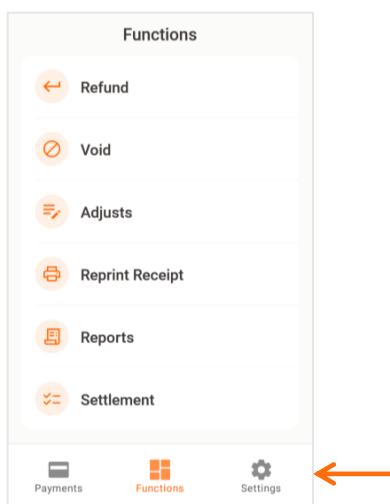 Functions
Refund
Void
Adjusts
Reprint Receipt
Reports
Settlement
Payments Functions Settings